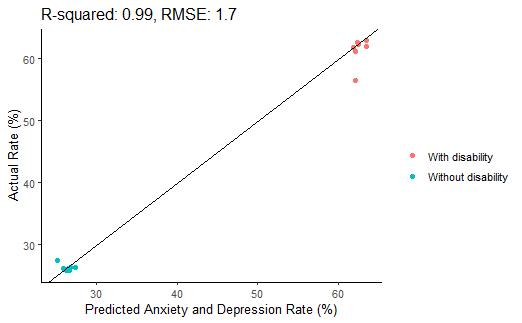 R-squared: 0.99, RMSE: 1.7
Actual Rate (%)
60
50
40
30
30
40
50
60
Predicted Anxiety and Depression Rate (%)
With disability
Without disability